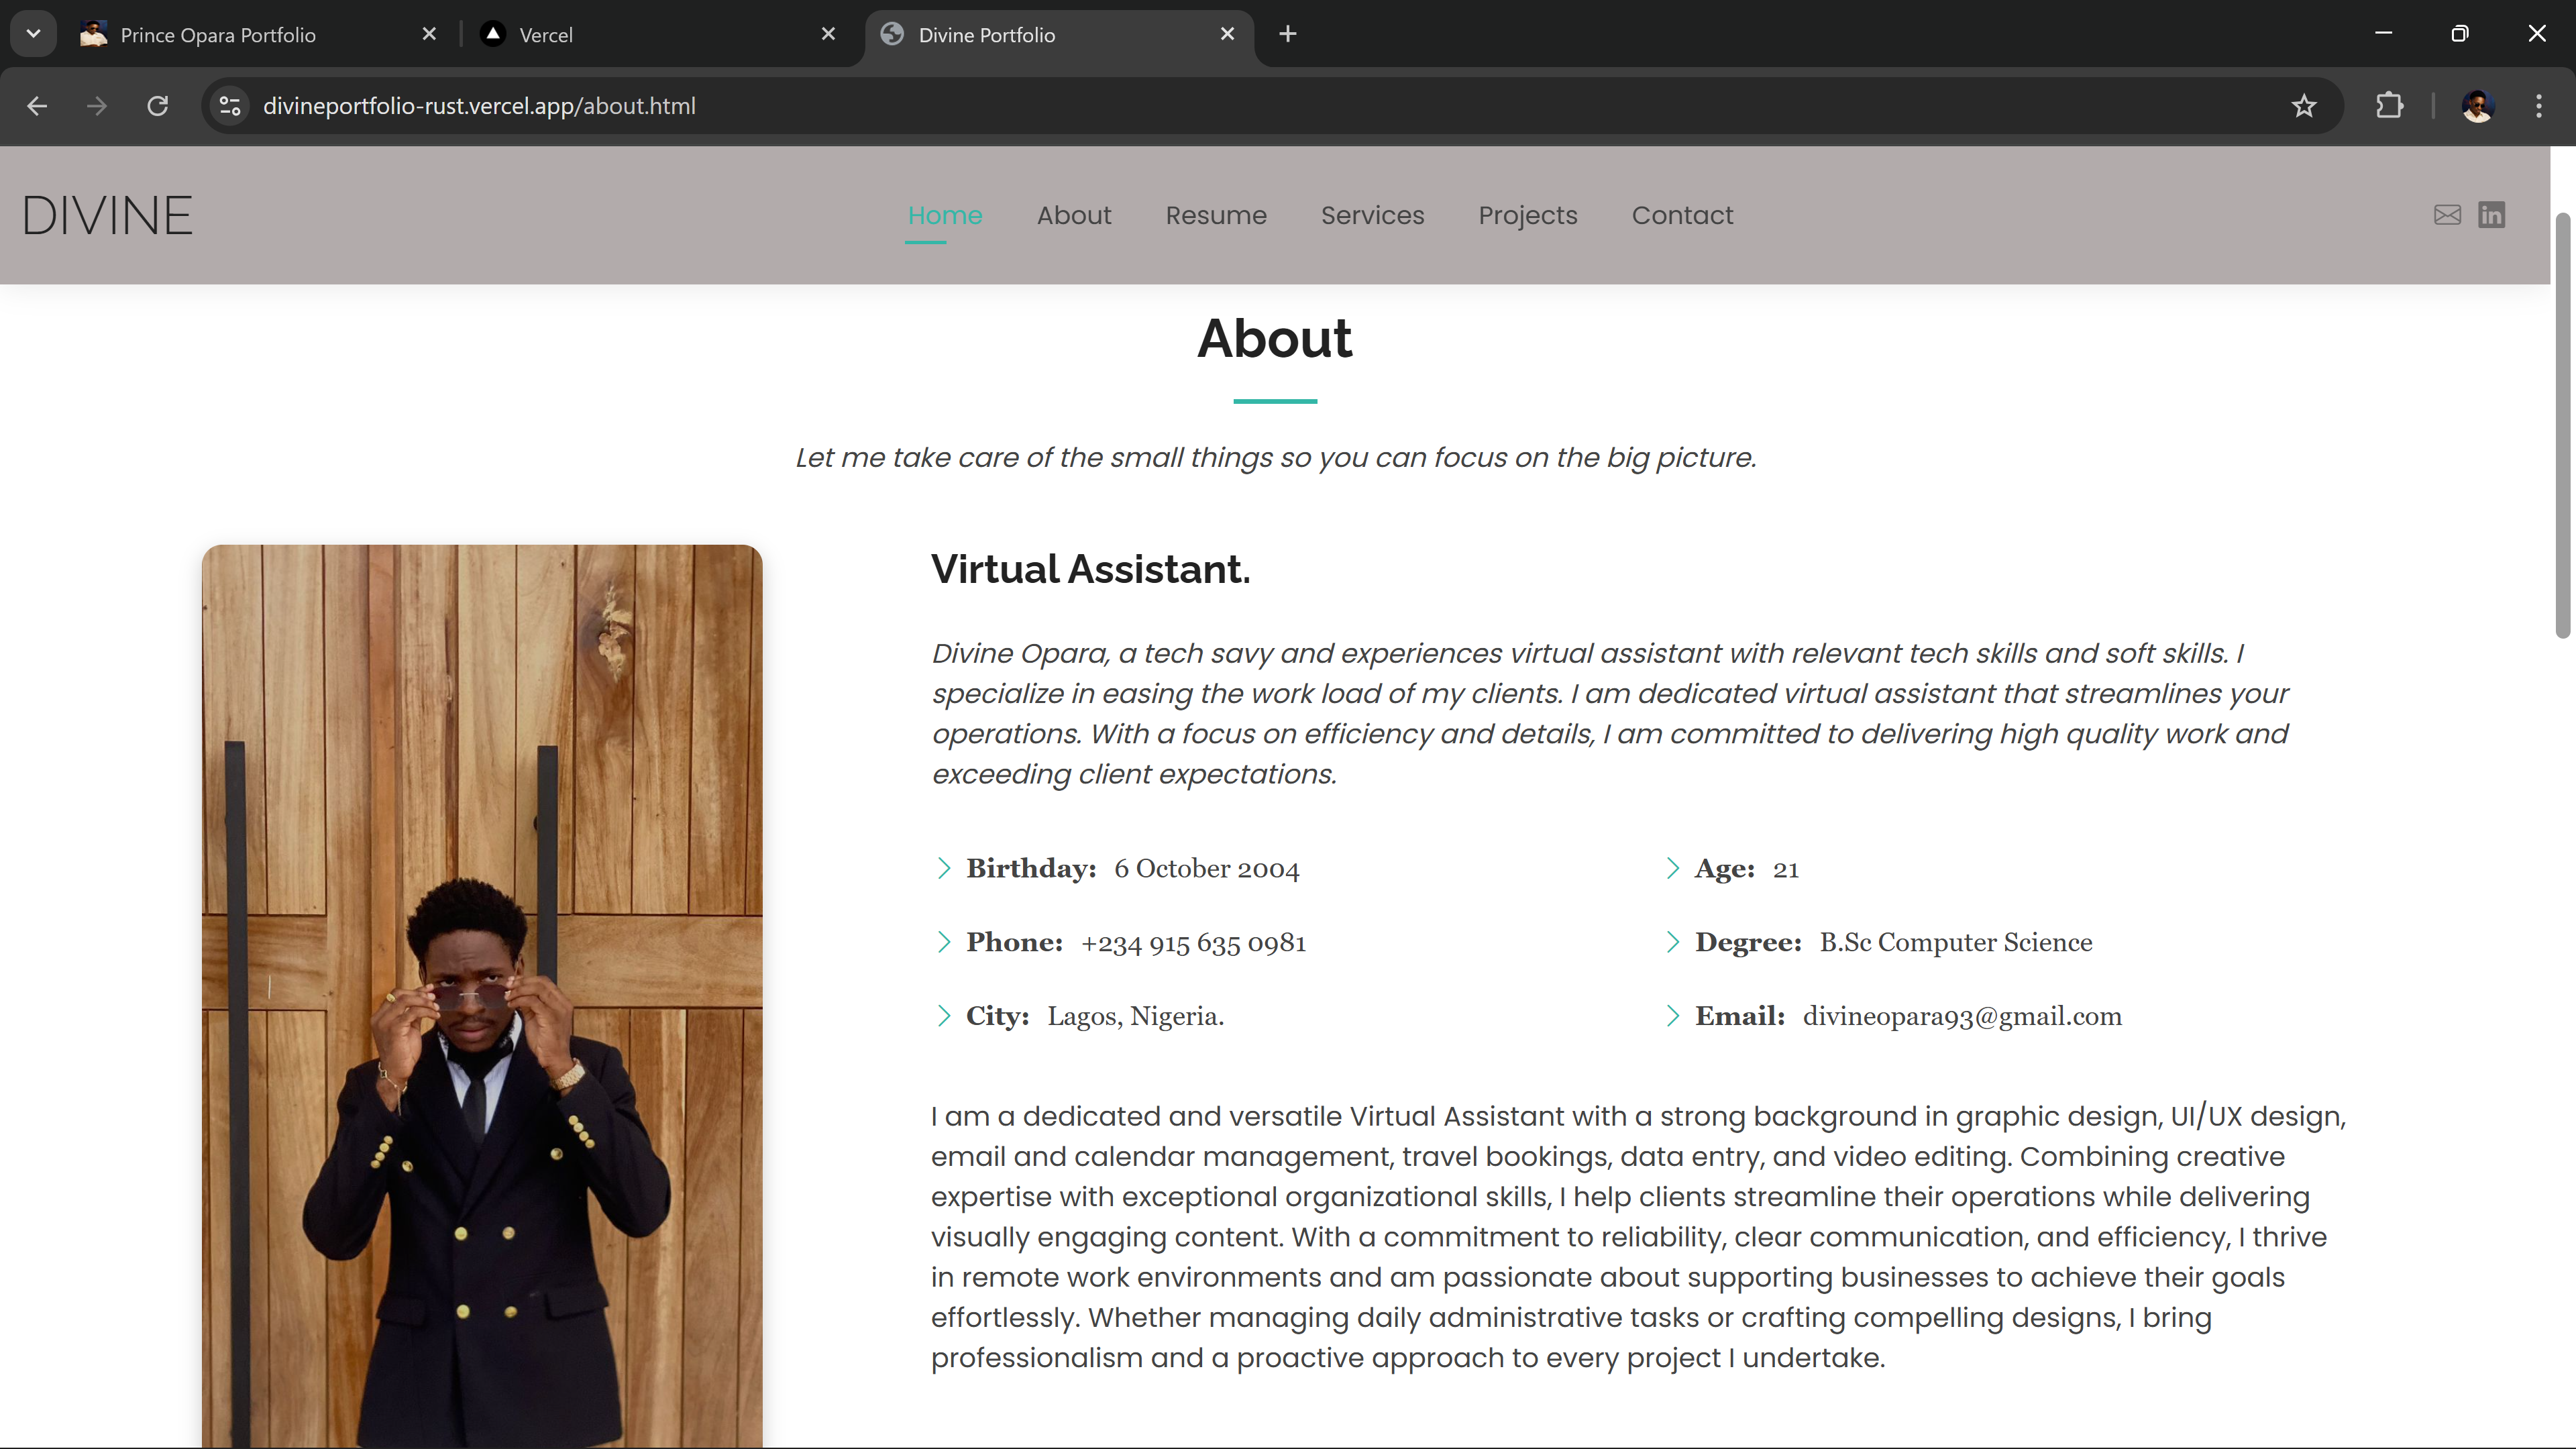 Prince Opara Portfolio
Vercel
Divine Portfolio
divineportfolio-rust.vercel.app/about.html
DIVINE
Home About Resume Services Projects Contact
in
About
Let me take care of the small things so you can focus on the big picture.
Virtual Assistant.
Divine Opara, a tech savy and experiences virtual assistant with relevant tech skills and soft skills. I
specialize in easing the work load of my clients. I am dedicated virtual assistant that streamlines your
operations. With a focus on efficiency and details, I am committed to delivering high quality work and
exceeding client expectations.
Birthday: 6 October 2004
Age: 21
Phone: +234 915 635 0981
Degree: B.Sc Computer Science
City: Lagos, Nigeria.
Email: divineopara93@gmail.com
I am a dedicated and versatile Virtual Assistant with a strong background in graphic design, UI/UX design,
email and calendar management, travel bookings, data entry, and video editing. Combining creative
expertise with exceptional organizational skills, I help clients streamline their operations while delivering
visually engaging content. With a commitment to reliability, clear communication, and efficiency, I thrive
in remote work environments and am passionate about supporting businesses to achieve their goals
effortlessly. Whether managing daily administrative tasks or crafting compelling designs, I bring
professionalism and a proactive approach to every project I undertake.